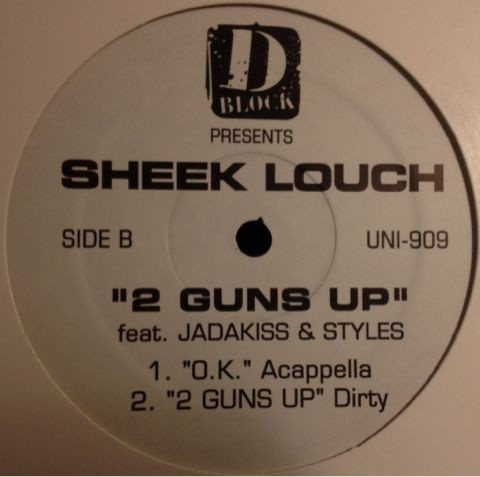 D
BLOCK
PRESENTS
SHEEK LOUCH
SIDE B UNI-909
"2 GUNS UP"
feat. JADAKISS & STYLES
1. "O.K." Acappella
2. "2 GUNS UP" Dirty